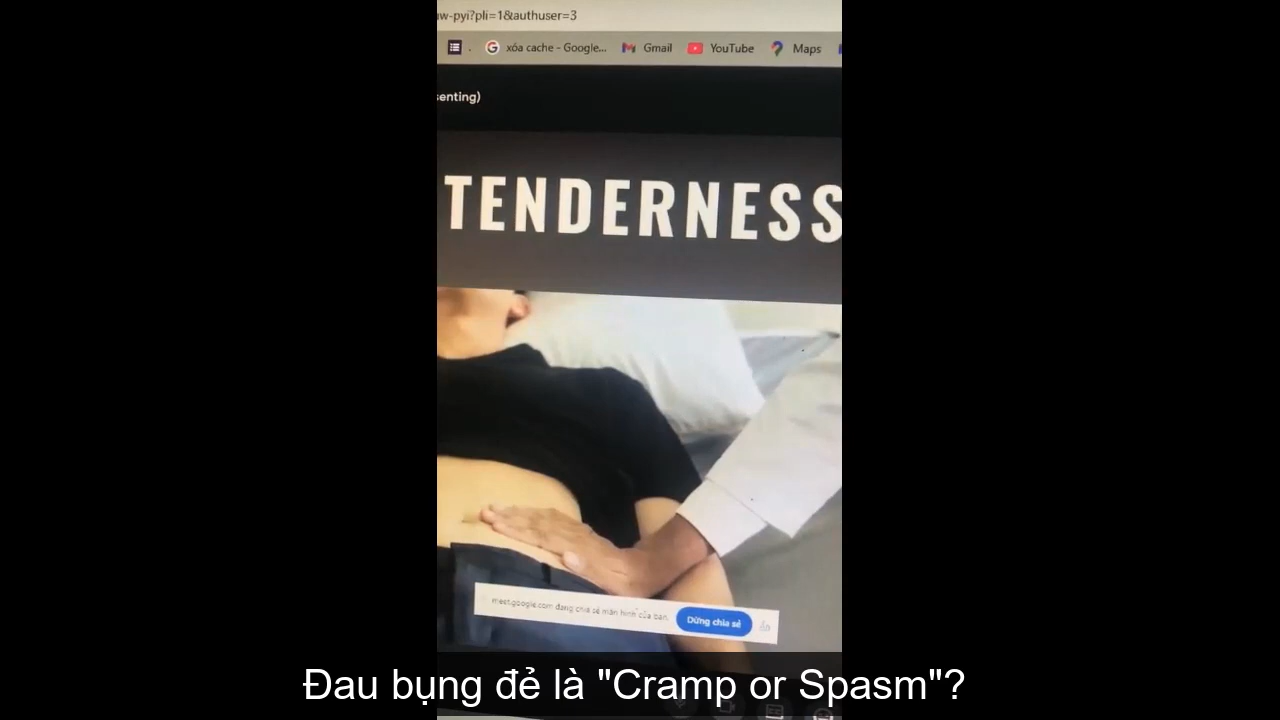 w-pyi?pli=1&authuser=3
xóa cache - Google... Gmail YouTube Maps
senting)
TENDERNESS
meet.google.com đang chia sẻ màn hình của bạn. Dừng chia sẻ Ẩn
Đau bụng đẻ là "Cramp or Spasm"?